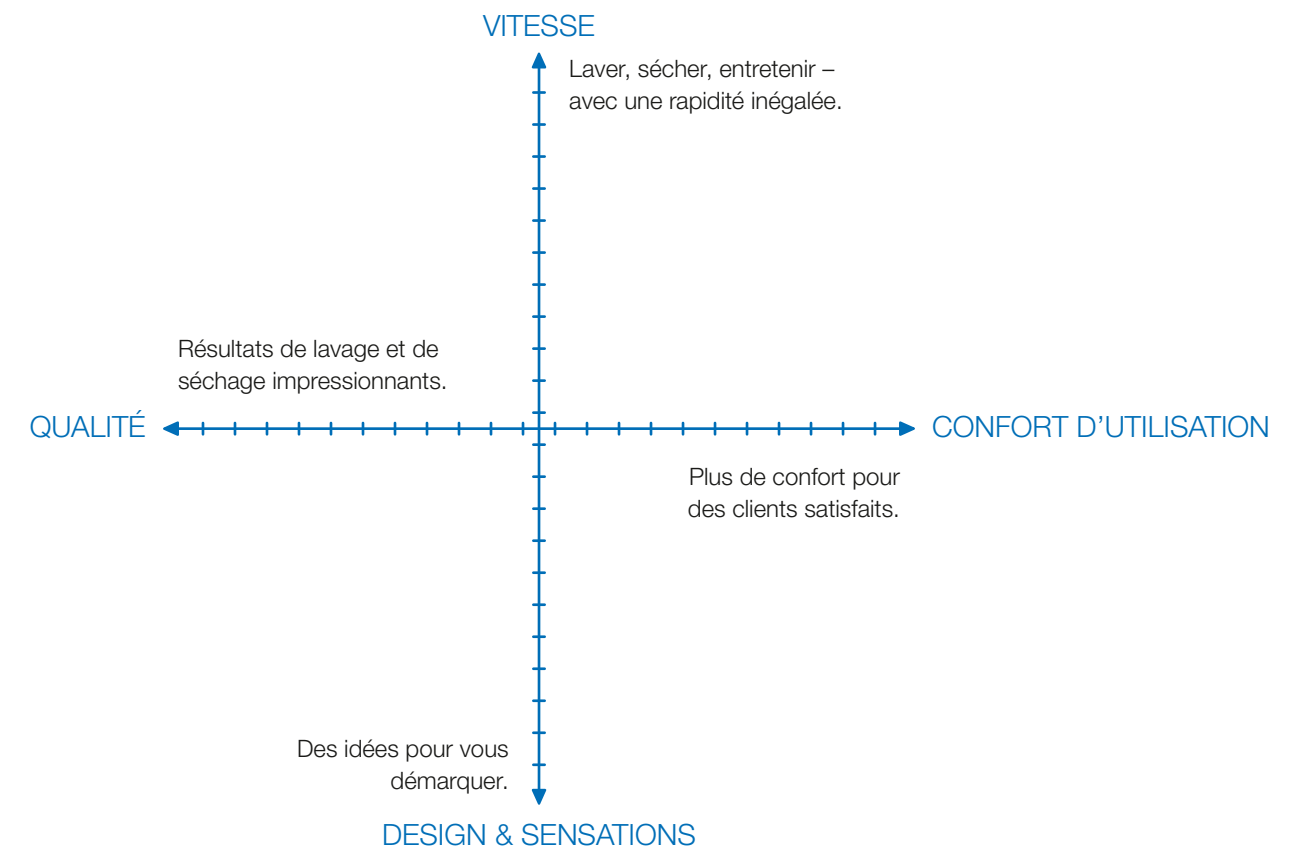 VITESSE
Laver, sécher, entretenir –
avec une rapidité inégalée.
Résultats de lavage et de
séchage impressionnants.
QUALITÉ
CONFORT D’UTILISATION
Plus de confort pour
des clients satisfaits.
Des idées pour vous
démarquer.
DESIGN & SENSATIONS